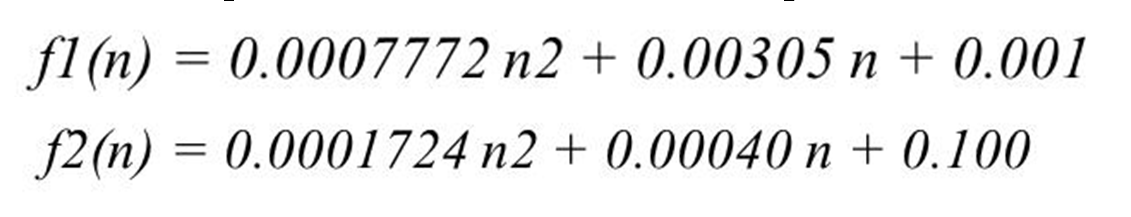 f1(n) = 0.0007772 n2 + 0.00305 n + 0.001
f2(n) = 0.0001724 n2 + 0.00040 n + 0.100